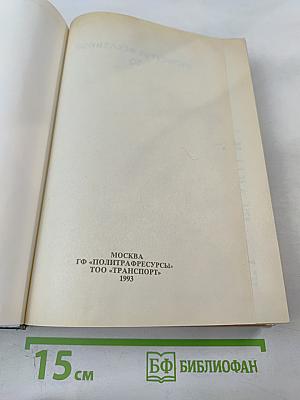 МОСКВА
ГФ «ПОЛИТРАФРЕСУРСЫ»
ТОО «ТРАНСПОРТ»
1993
15 см
БФ БИБЛИОФАН